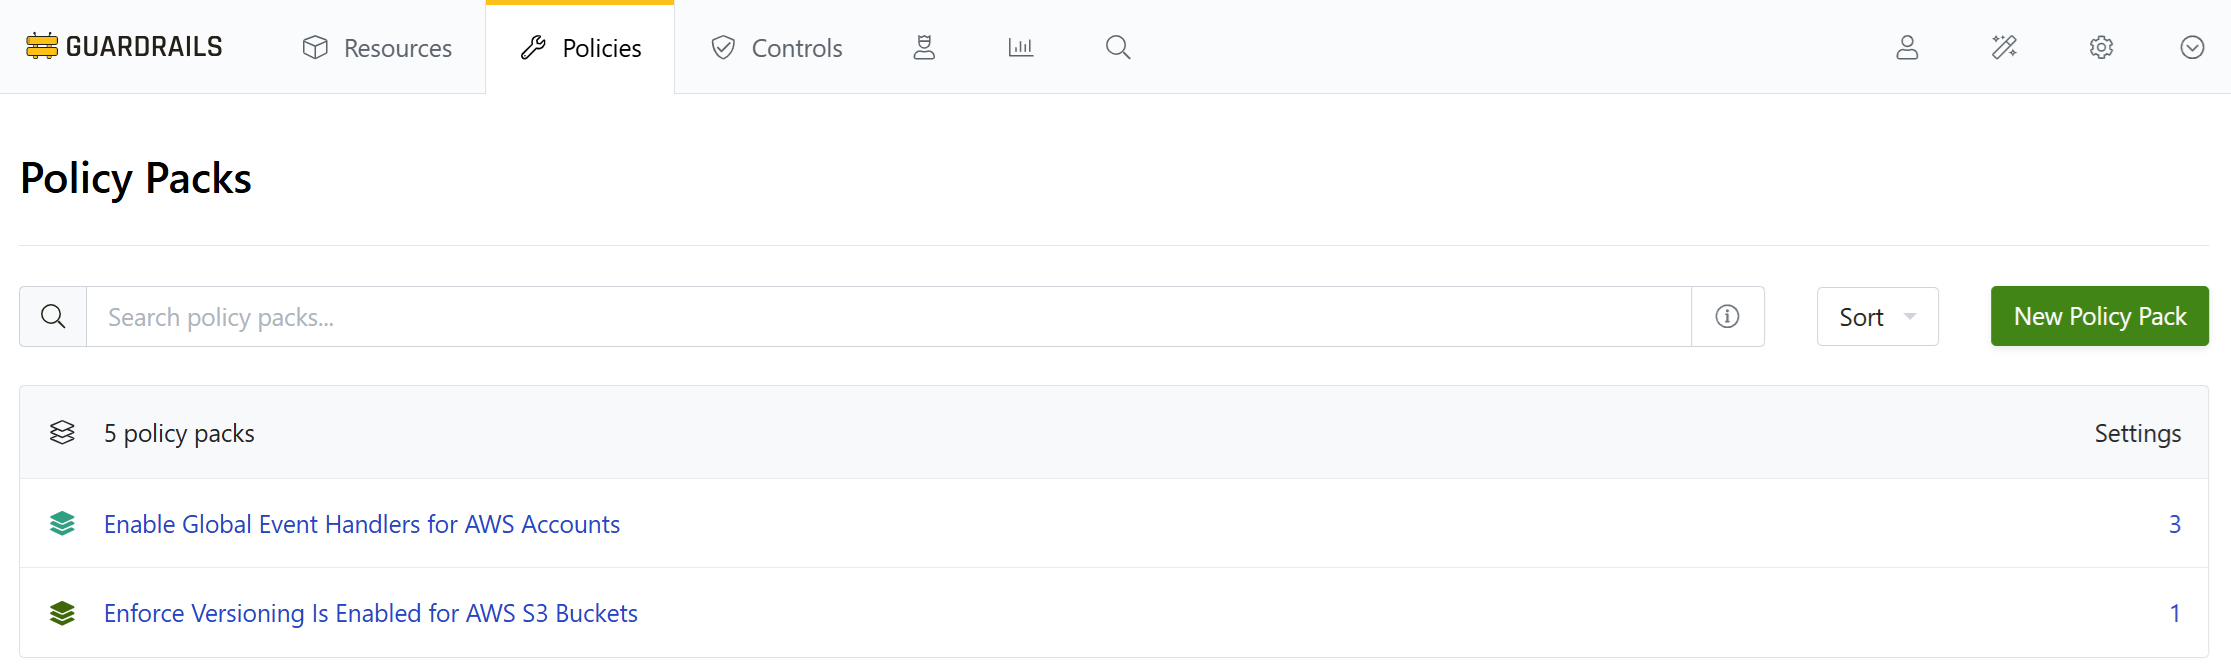 GUARDRAILS Resources Policies Controls
Policy Packs
Search policy packs... Sort New Policy Pack
5 policy packs Settings
Enable Global Event Handlers for AWS Accounts 3
Enforce Versioning Is Enabled for AWS S3 Buckets 1